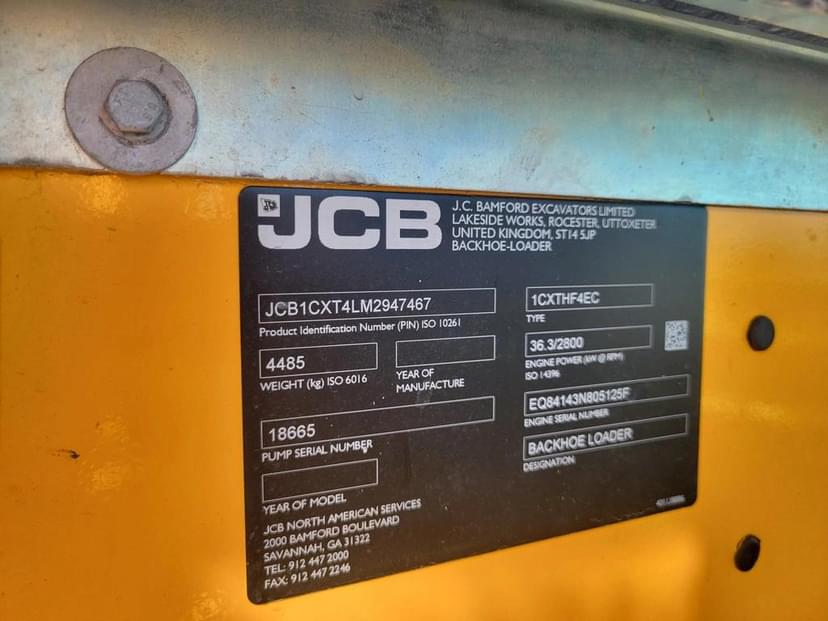 JCB
J.C. BAMFORD EXCAVATORS LIMITED
LAKESIDE WORKS, ROCESTER, UTTOXETER
UNITED KINGDOM, ST14 5JP
BACKHOE-LOADER
JCB1CXT4LM2947467
Product Identification Number (PIN) ISO 10261
4485
WEIGHT (kg) ISO 6016
YEAR OF
MANUFACTURE
18665
PUMP SERIAL NUMBER
YEAR OF MODEL
JCB NORTH AMERICAN SERVICES
2000 BAMFORD BOULEVARD
SAVANNAH, GA 31322
TEL: 912 447 2000
FAX: 912 447 2246
1CXTHF4EC
TYPE
36.3/2800
ENGINE POWER (kW @ RPM)
ISO 14396
EQ84143N805125F
ENGINE SERIAL NUMBER
BACKHOE LOADER
DESIGNATION